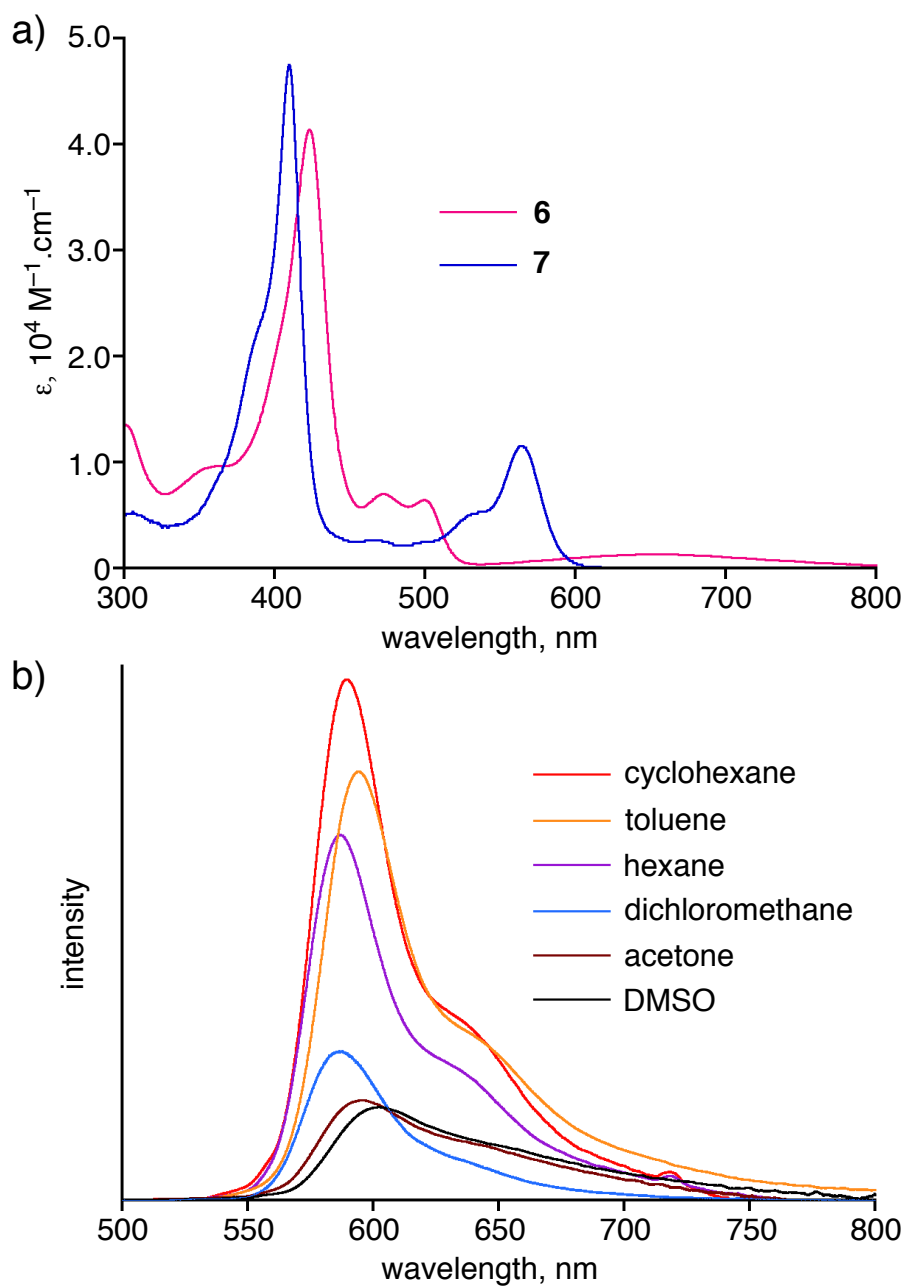 a)
5.0
4.0
3.0
2.0
1.0
0
ε, 10⁴ M⁻¹.cm⁻¹
6
7
300 400 500 600 700 800
wavelength, nm
b)
intensity
cyclohexane
toluene
hexane
dichloromethane
acetone
DMSO
500 550 600 650 700 750 800
wavelength, nm